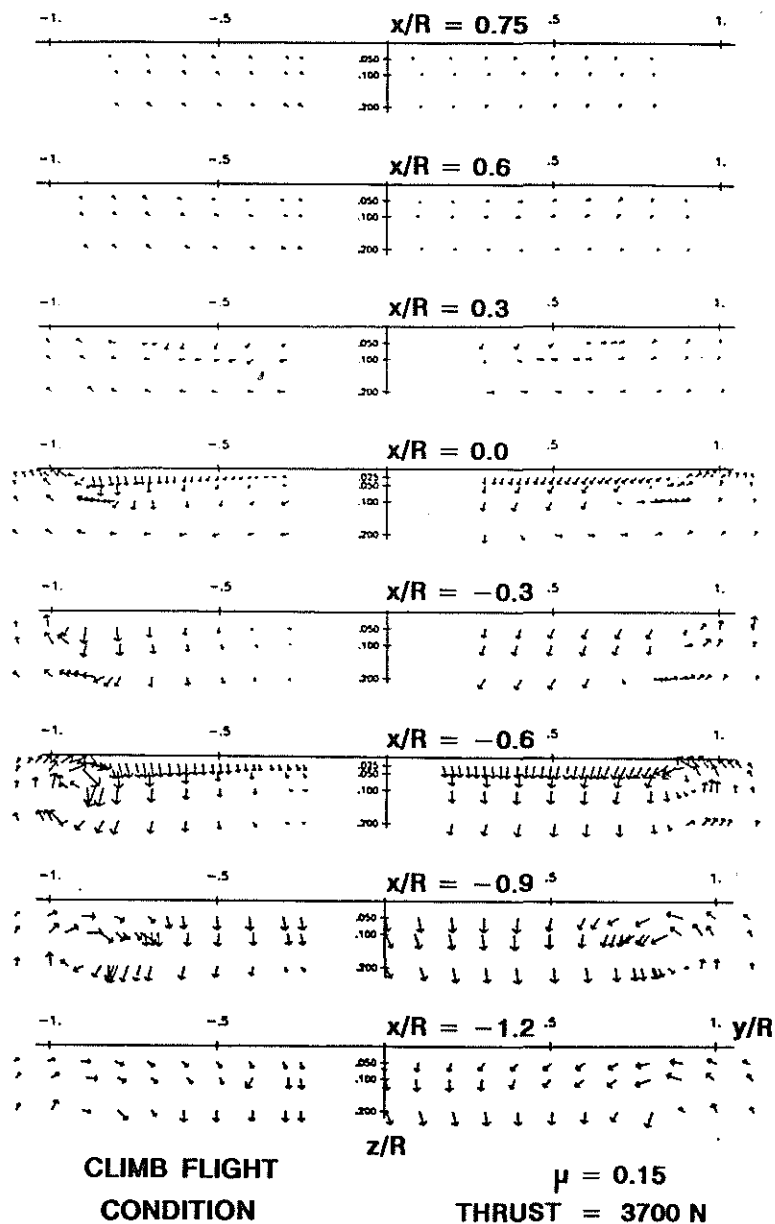 -1. -.5 x/R = 0.75 .5 1.
.050
.100
.200
-1. -.5 x/R = 0.6 .5 1.
.050
.100
.200
-1. -.5 x/R = 0.3 .5 1.
.050
.100
.200
-1. -.5 x/R = 0.0 .5 1.
.025
.050
.100
.200
-1. -.5 x/R = -0.3 .5 1.
.050
.100
.200
-1. -.5 x/R = -0.6 .5 1.
.025
.050
.100
.200
-1. -.5 x/R = -0.9 .5 1.
.050
.100
.200
-1. -.5 x/R = -1.2 .5 1. y/R
.050
.100
.200
z/R
CLIMB FLIGHT
CONDITION
μ = 0.15
THRUST = 3700 N